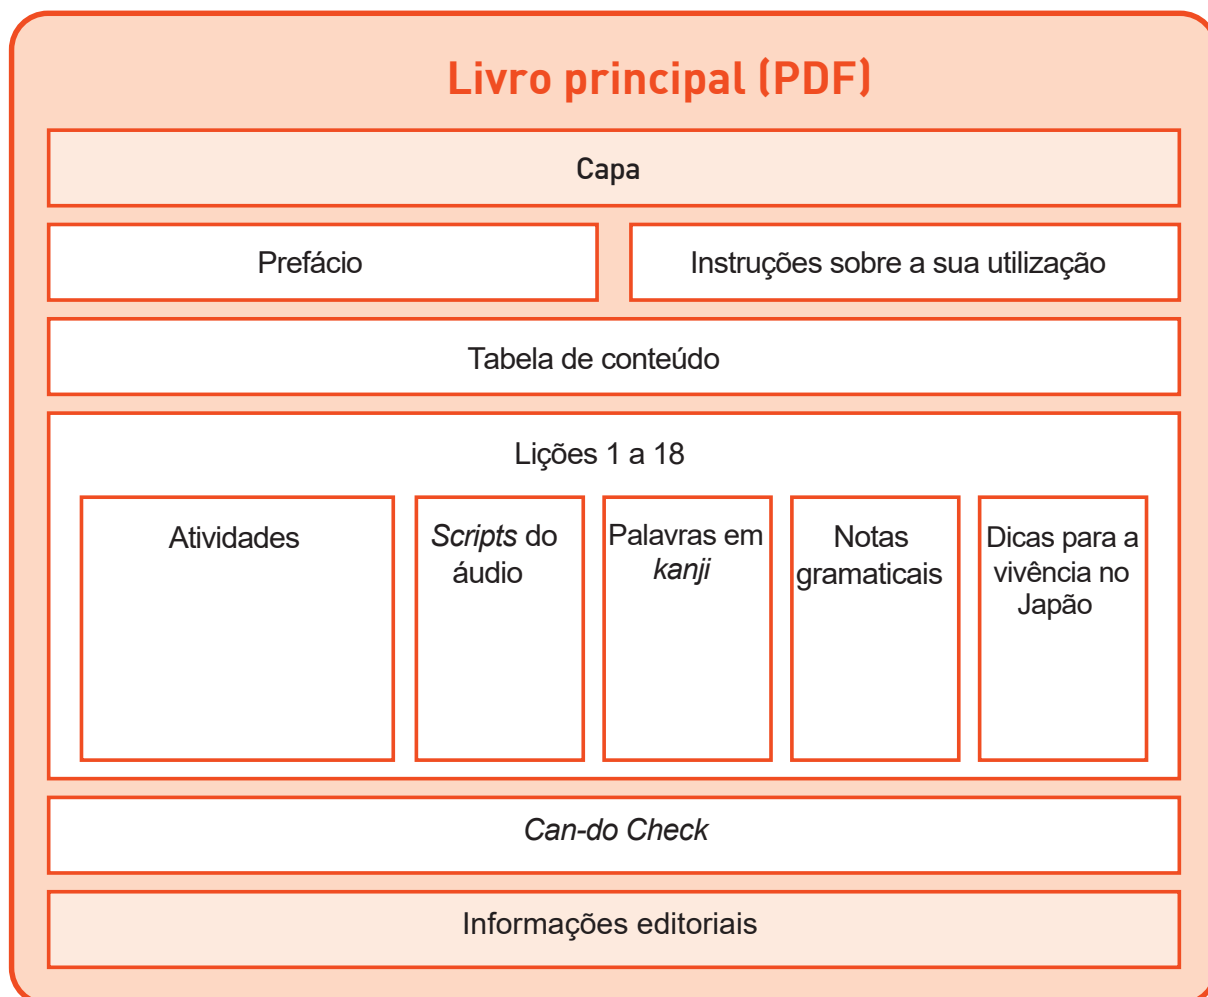 Livro principal (PDF)
Capa
Prefácio
Instruções sobre a sua utilização
Tabela de conteúdo
Lições 1 a 18
Atividades
Scripts do
áudio
Palavras em
kanji
Notas
gramaticais
Dicas para a
vivência no
Japão
Can-do Check
Informações editoriais